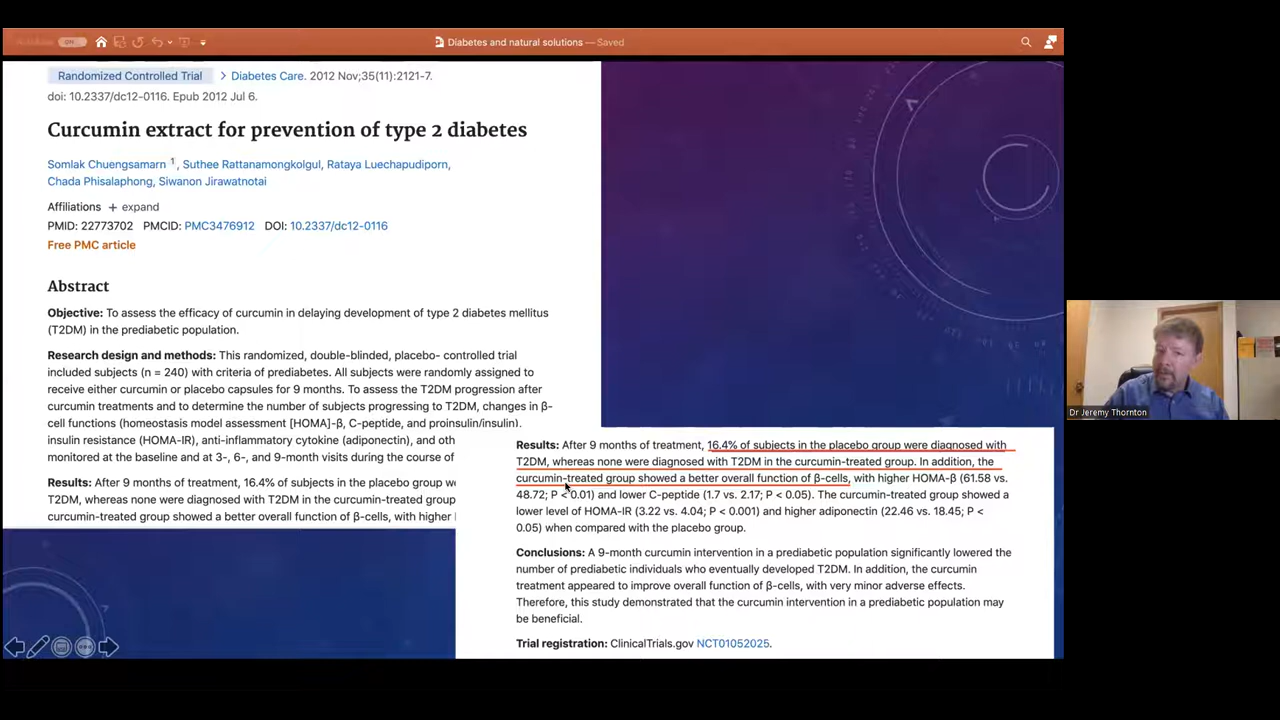 ON
Diabetes and natural solutions — Saved
Randomized Controlled Trial > Diabetes Care. 2012 Nov;35(11):2121-7.
doi: 10.2337/dc12-0116. Epub 2012 Jul 6.
Curcumin extract for prevention of type 2 diabetes
Somlak Chuengsamarn 1, Suthee Rattanamongkolgul, Rataya Luechapudiporn,
Chada Phisalaphong, Siwanon Jirawatnotai
Affiliations + expand
PMID: 22773702 PMCID: PMC3476912 DOI: 10.2337/dc12-0116
Free PMC article
Abstract
Objective: To assess the efficacy of curcumin in delaying development of type 2 diabetes mellitus
(T2DM) in the prediabetic population.
Research design and methods: This randomized, double-blinded, placebo- controlled trial
included subjects (n = 240) with criteria of prediabetes. All subjects were randomly assigned to
receive either curcumin or placebo capsules for 9 months. To assess the T2DM progression after
curcumin treatments and to determine the number of subjects progressing to T2DM, changes in β-
cell functions (homeostasis model assessment [HOMA]-β, C-peptide, and proinsulin/insulin),
insulin resistance (HOMA-IR), anti-inflammatory cytokine (adiponectin), and oth
monitored at the baseline and at 3-, 6-, and 9-month visits during the course of
Results: After 9 months of treatment, 16.4% of subjects in the placebo group we
T2DM, whereas none were diagnosed with T2DM in the curcumin-treated group
curcumin-treated group showed a better overall function of β-cells, with higher
Results: After 9 months of treatment, 16.4% of subjects in the placebo group were diagnosed with
T2DM, whereas none were diagnosed with T2DM in the curcumin-treated group. In addition, the
curcumin-treated group showed a better overall function of β-cells, with higher HOMA-β (61.58 vs.
48.72; P < 0.01) and lower C-peptide (1.7 vs. 2.17; P < 0.05). The curcumin-treated group showed a
lower level of HOMA-IR (3.22 vs. 4.04; P < 0.001) and higher adiponectin (22.46 vs. 18.45; P <
0.05) when compared with the placebo group.
Conclusions: A 9-month curcumin intervention in a prediabetic population significantly lowered the
number of prediabetic individuals who eventually developed T2DM. In addition, the curcumin
treatment appeared to improve overall function of β-cells, with very minor adverse effects.
Therefore, this study demonstrated that the curcumin intervention in a prediabetic population may
be beneficial.
Trial registration: ClinicalTrials.gov NCT01052025.
Dr Jeremy Thornton